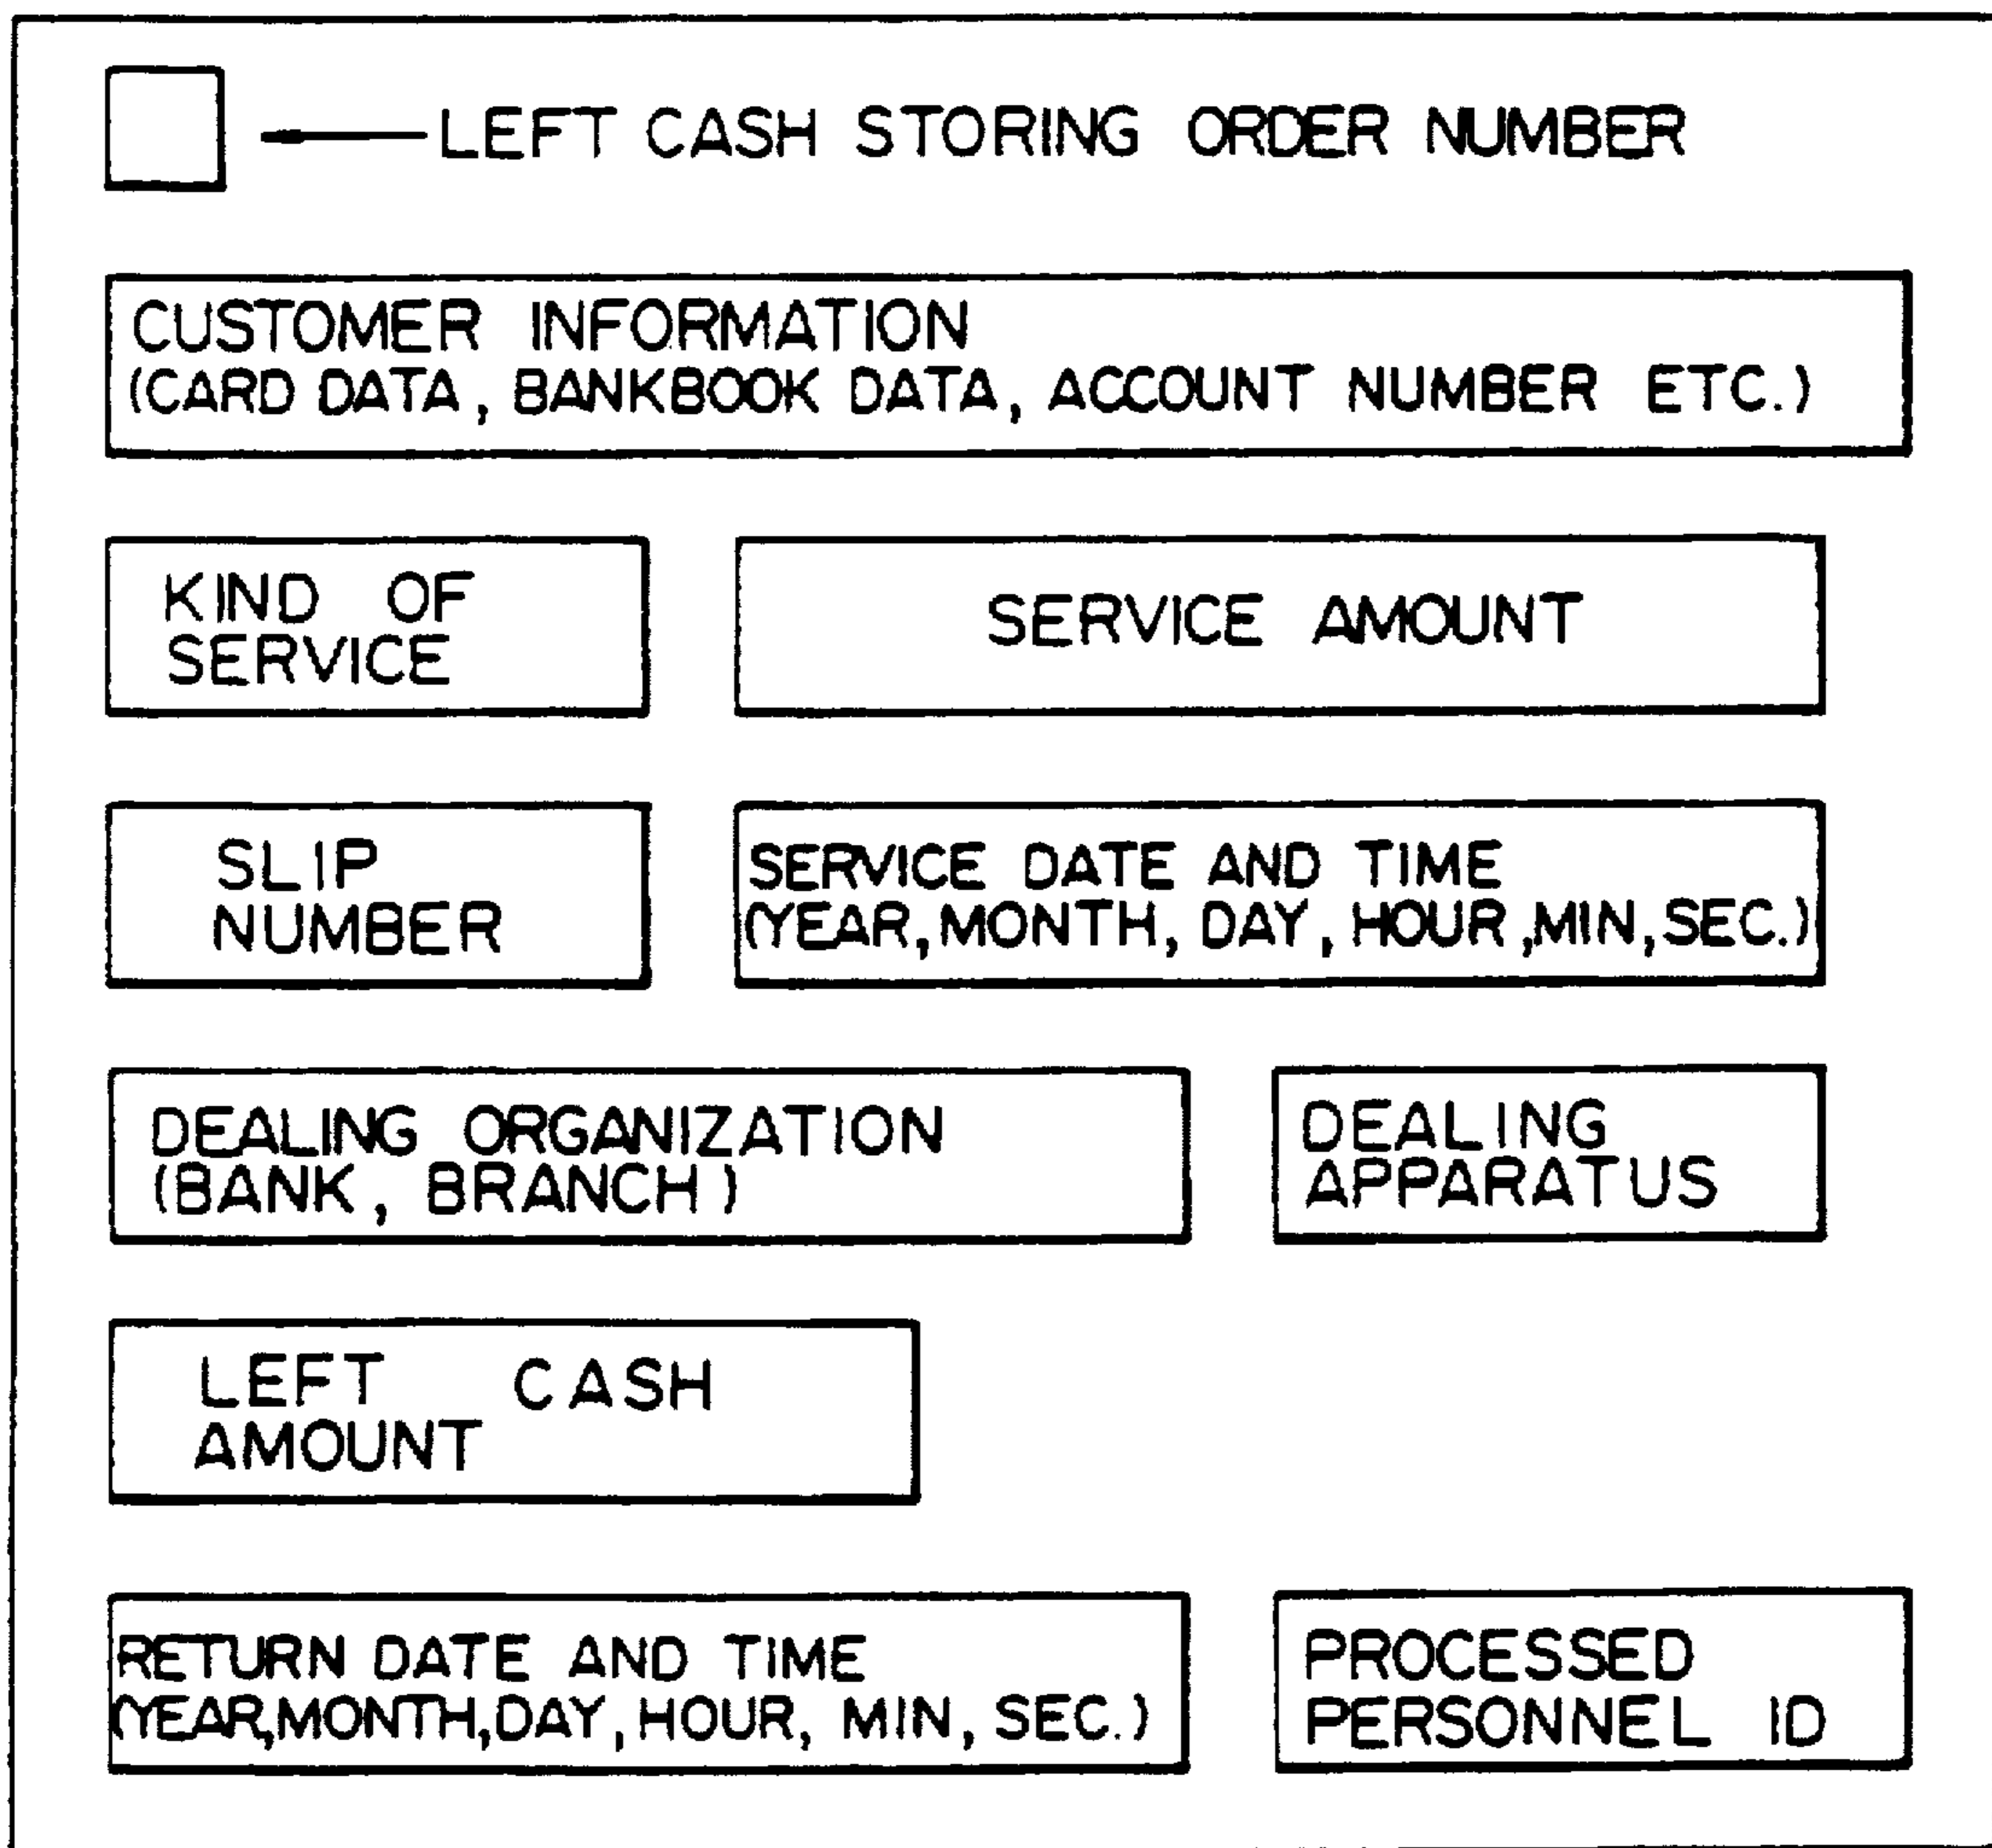 LEFT CASH STORING ORDER NUMBER
CUSTOMER INFORMATION
(CARD DATA, BANKBOOK DATA, ACCOUNT NUMBER ETC.)
KIND OF
SERVICE
SERVICE AMOUNT
SLIP
NUMBER
SERVICE DATE AND TIME
(YEAR, MONTH, DAY, HOUR, MIN, SEC.)
DEALING ORGANIZATION
(BANK, BRANCH)
DEALING
APPARATUS
LEFT CASH
AMOUNT
RETURN DATE AND TIME
(YEAR, MONTH, DAY, HOUR, MIN, SEC.)
PROCESSED
PERSONNEL ID